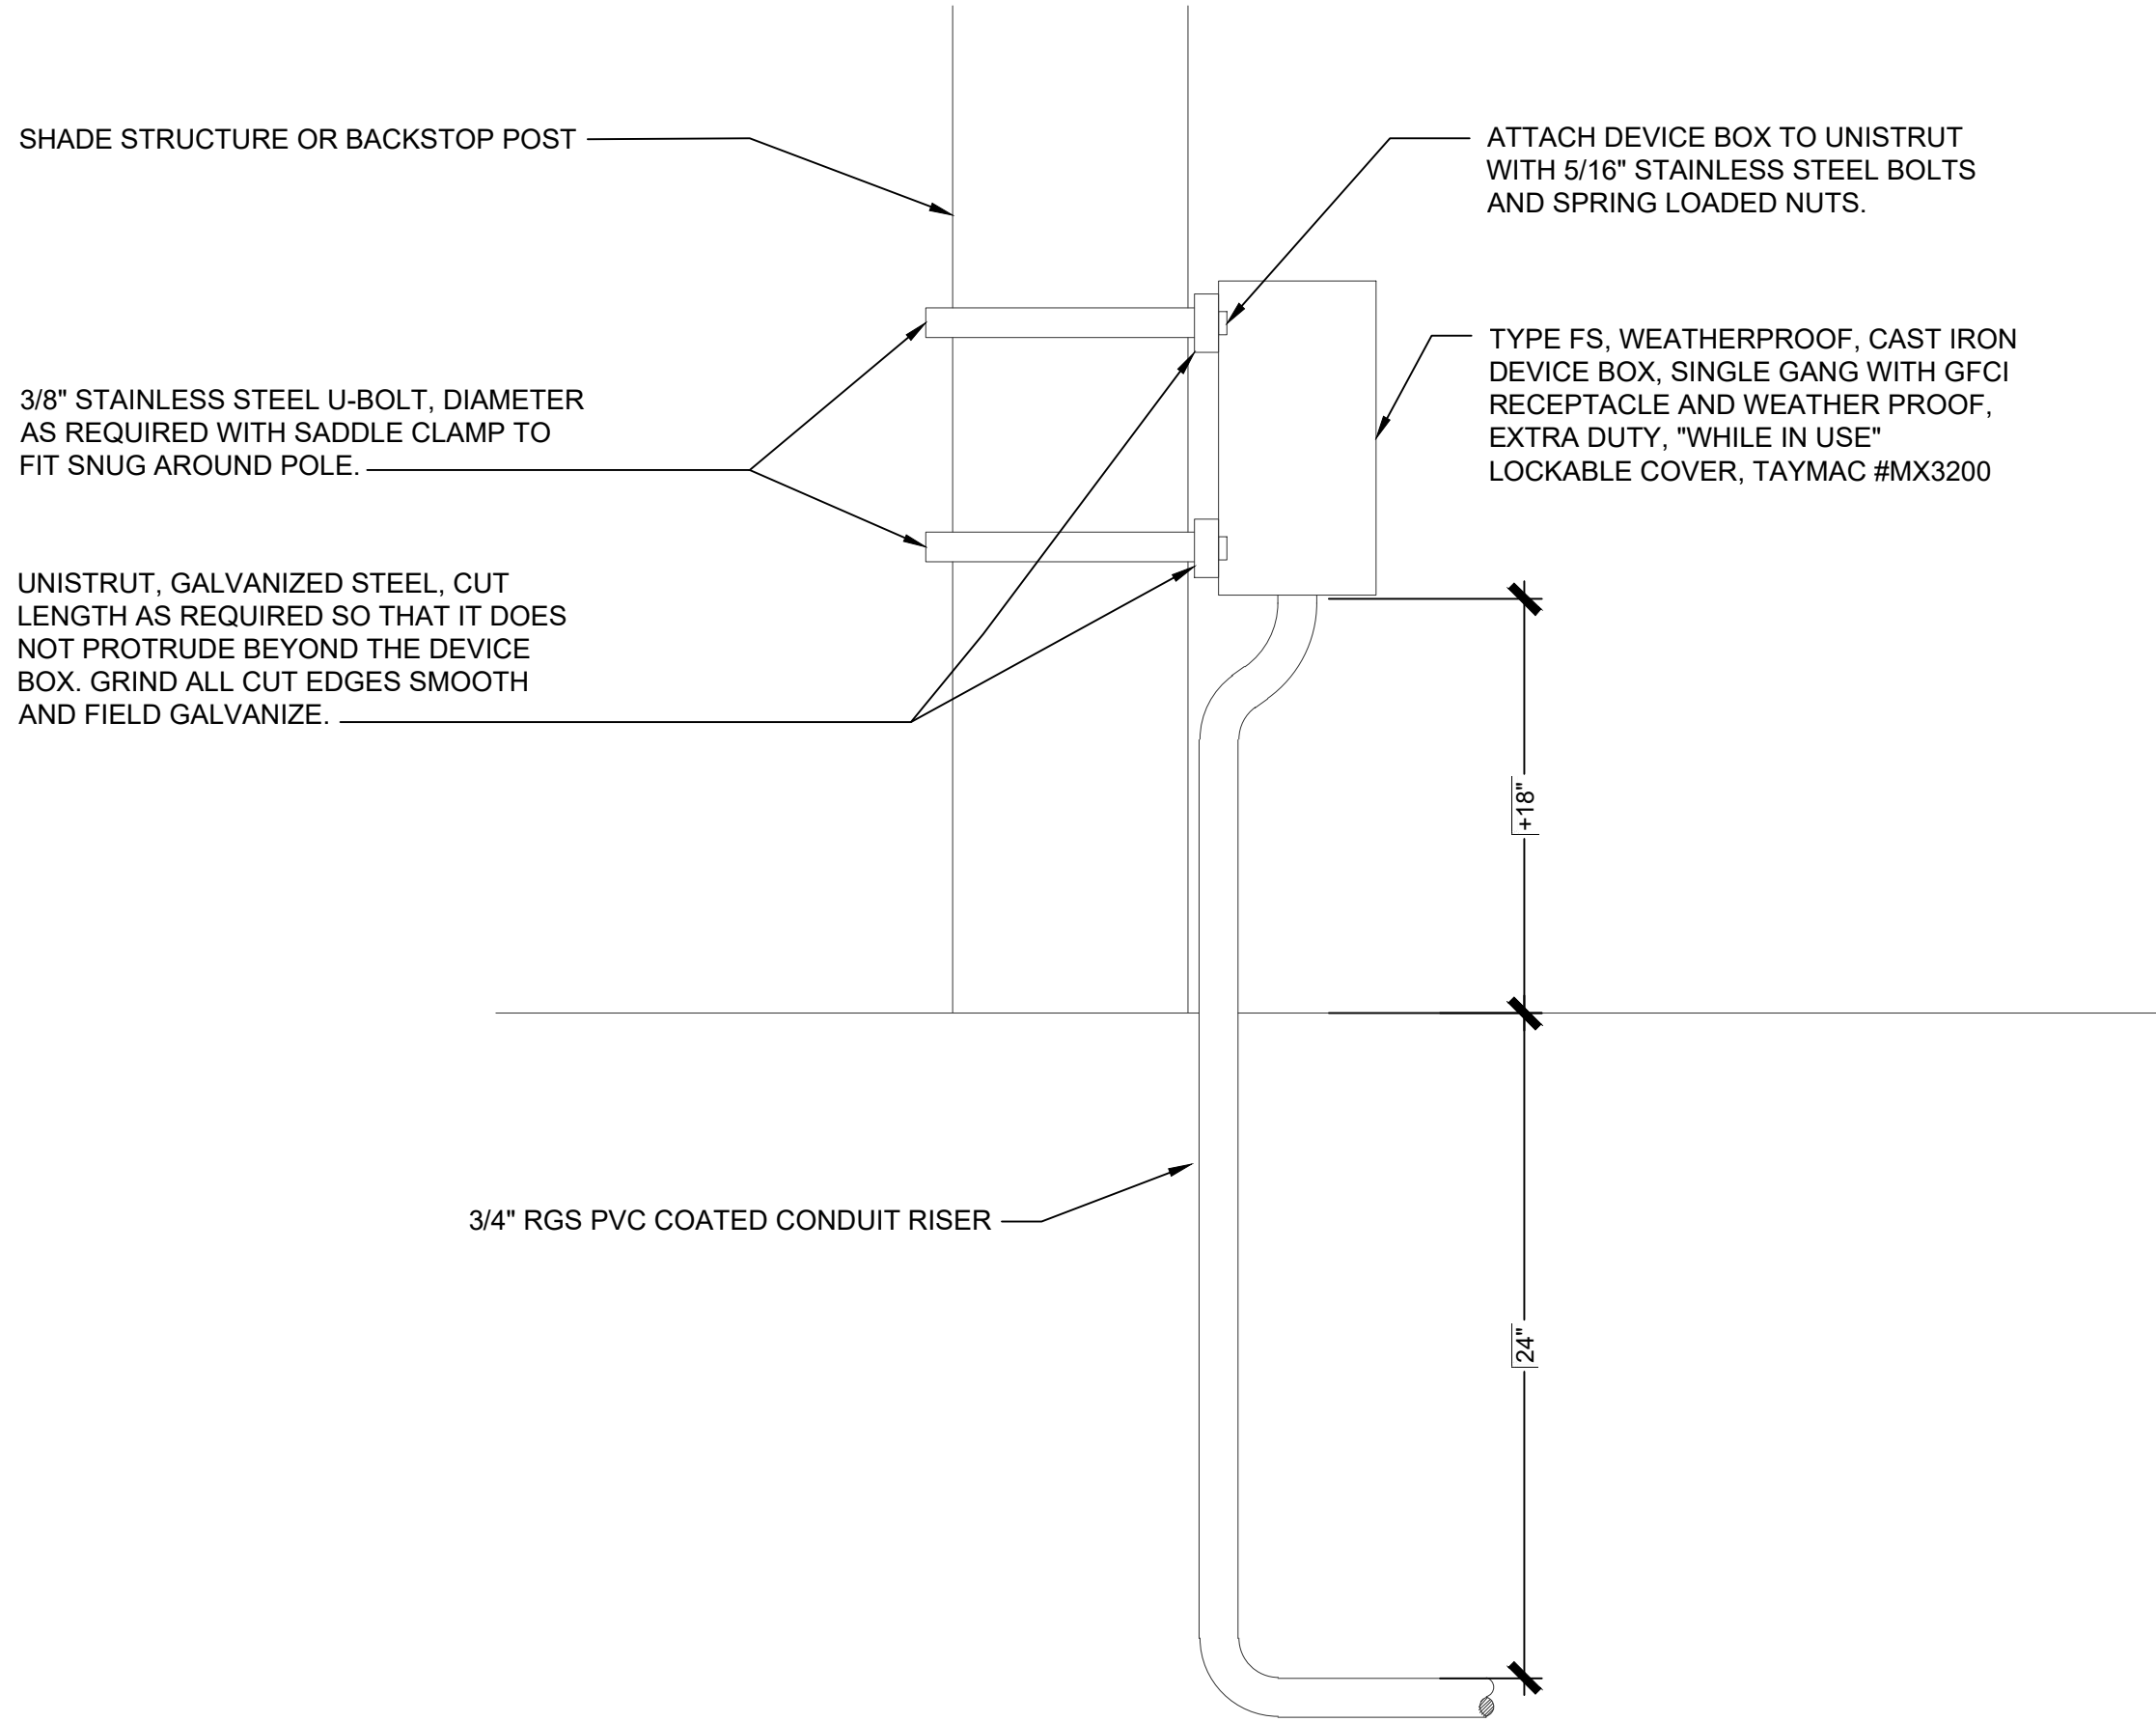 SHADE STRUCTURE OR BACKSTOP POST
ATTACH DEVICE BOX TO UNISTRUT
WITH 5/16" STAINLESS STEEL BOLTS
AND SPRING LOADED NUTS.
TYPE FS, WEATHERPROOF, CAST IRON
DEVICE BOX, SINGLE GANG WITH GFCI
RECEPTACLE AND WEATHER PROOF,
EXTRA DUTY, "WHILE IN USE"
LOCKABLE COVER, TAYMAC #MX3200
3/8" STAINLESS STEEL U-BOLT, DIAMETER
AS REQUIRED WITH SADDLE CLAMP TO
FIT SNUG AROUND POLE.
UNISTRUT, GALVANIZED STEEL, CUT
LENGTH AS REQUIRED SO THAT IT DOES
NOT PROTRUDE BEYOND THE DEVICE
BOX. GRIND ALL CUT EDGES SMOOTH
AND FIELD GALVANIZE.
+18"
3/4" RGS PVC COATED CONDUIT RISER
24"